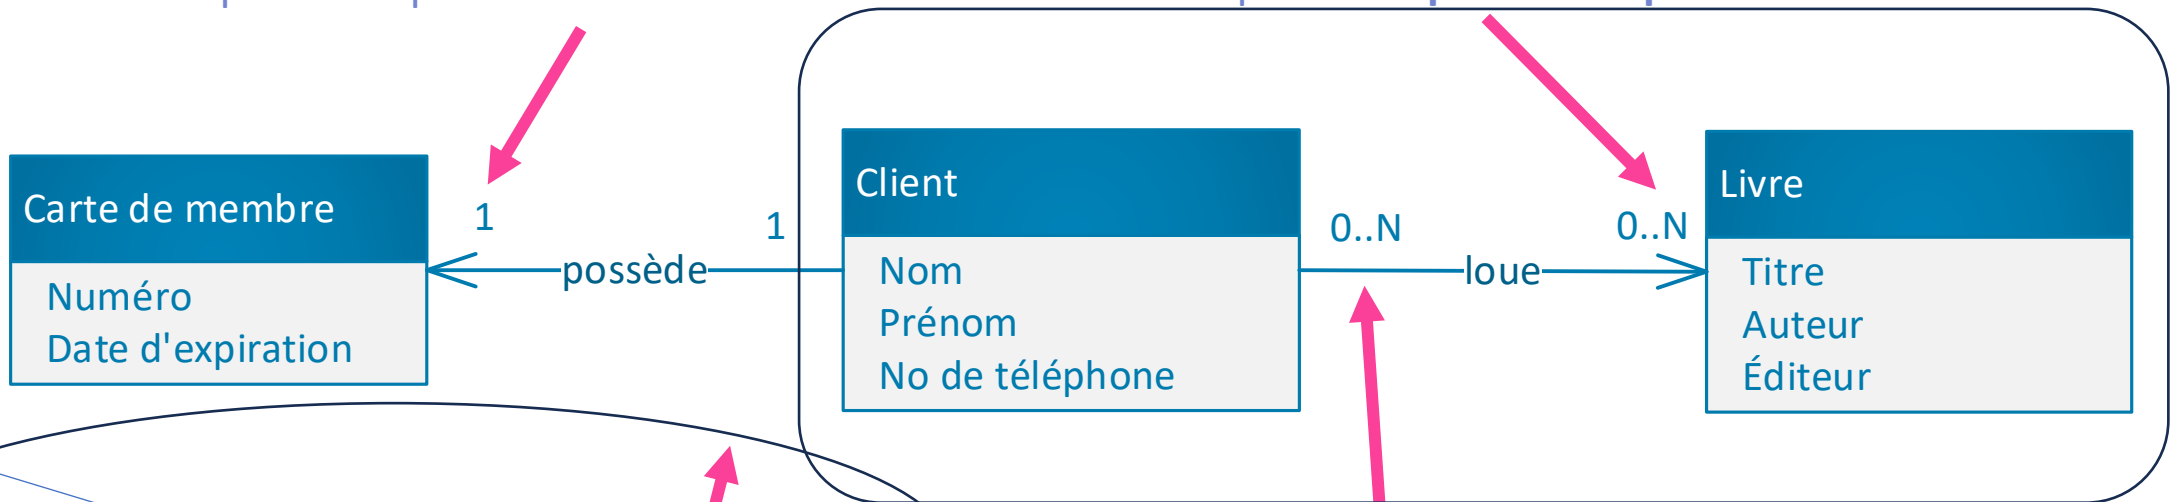 Carte de membre
Numéro
Date d'expiration
1
possède
1
Client
Nom
Prénom
No de téléphone
0..N
loue
0..N
Livre
Titre
Auteur
Éditeur